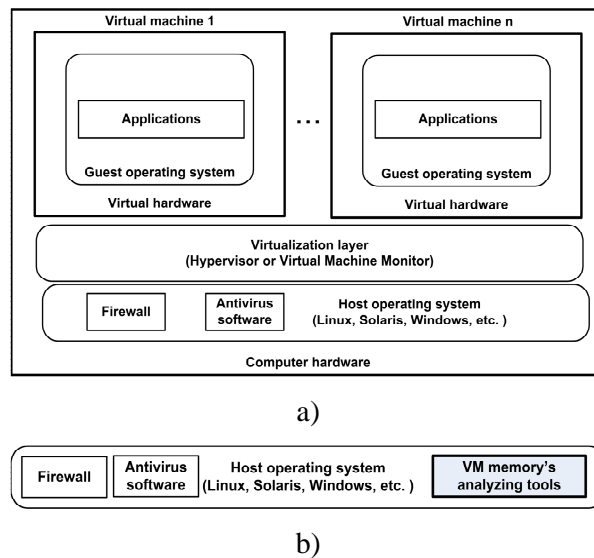 Virtual machine 1
Virtual machine n
Applications
Applications
...
Guest operating system
Guest operating system
Virtual hardware
Virtual hardware
Virtualization layer
(Hypervisor or Virtual Machine Monitor)
Firewall
Antivirus
software
Host operating system
(Linux, Solaris, Windows, etc. )
Computer hardware
a)
Firewall
Antivirus
software
Host operating system
(Linux, Solaris, Windows, etc. )
VM memory's
analyzing tools
b)